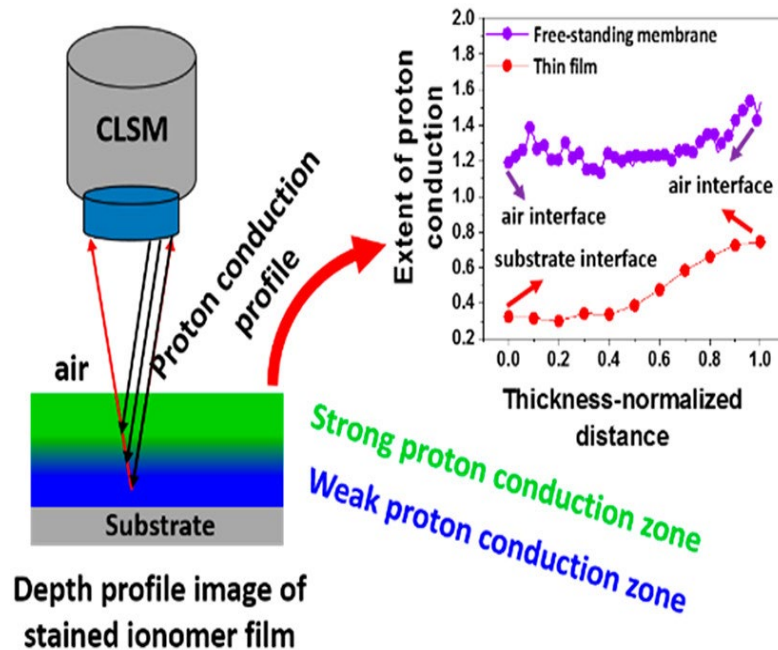 CLSM
Proton conduction
profile
air
Substrate
Depth profile image of
stained ionomer film
Extent of proton
conduction
2.0
1.8
1.6
1.4
1.2
1.0
0.8
0.6
0.4
0.2
Free-standing membrane
Thin film
air interface
air interface
substrate interface
0.0 0.2 0.4 0.6 0.8 1.0
Thickness-normalized
distance
Strong proton conduction zone
Weak proton conduction zone